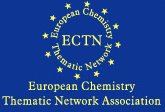 European Chemistry
ECTN
Thematic Network
European Chemistry
Thematic Network Association